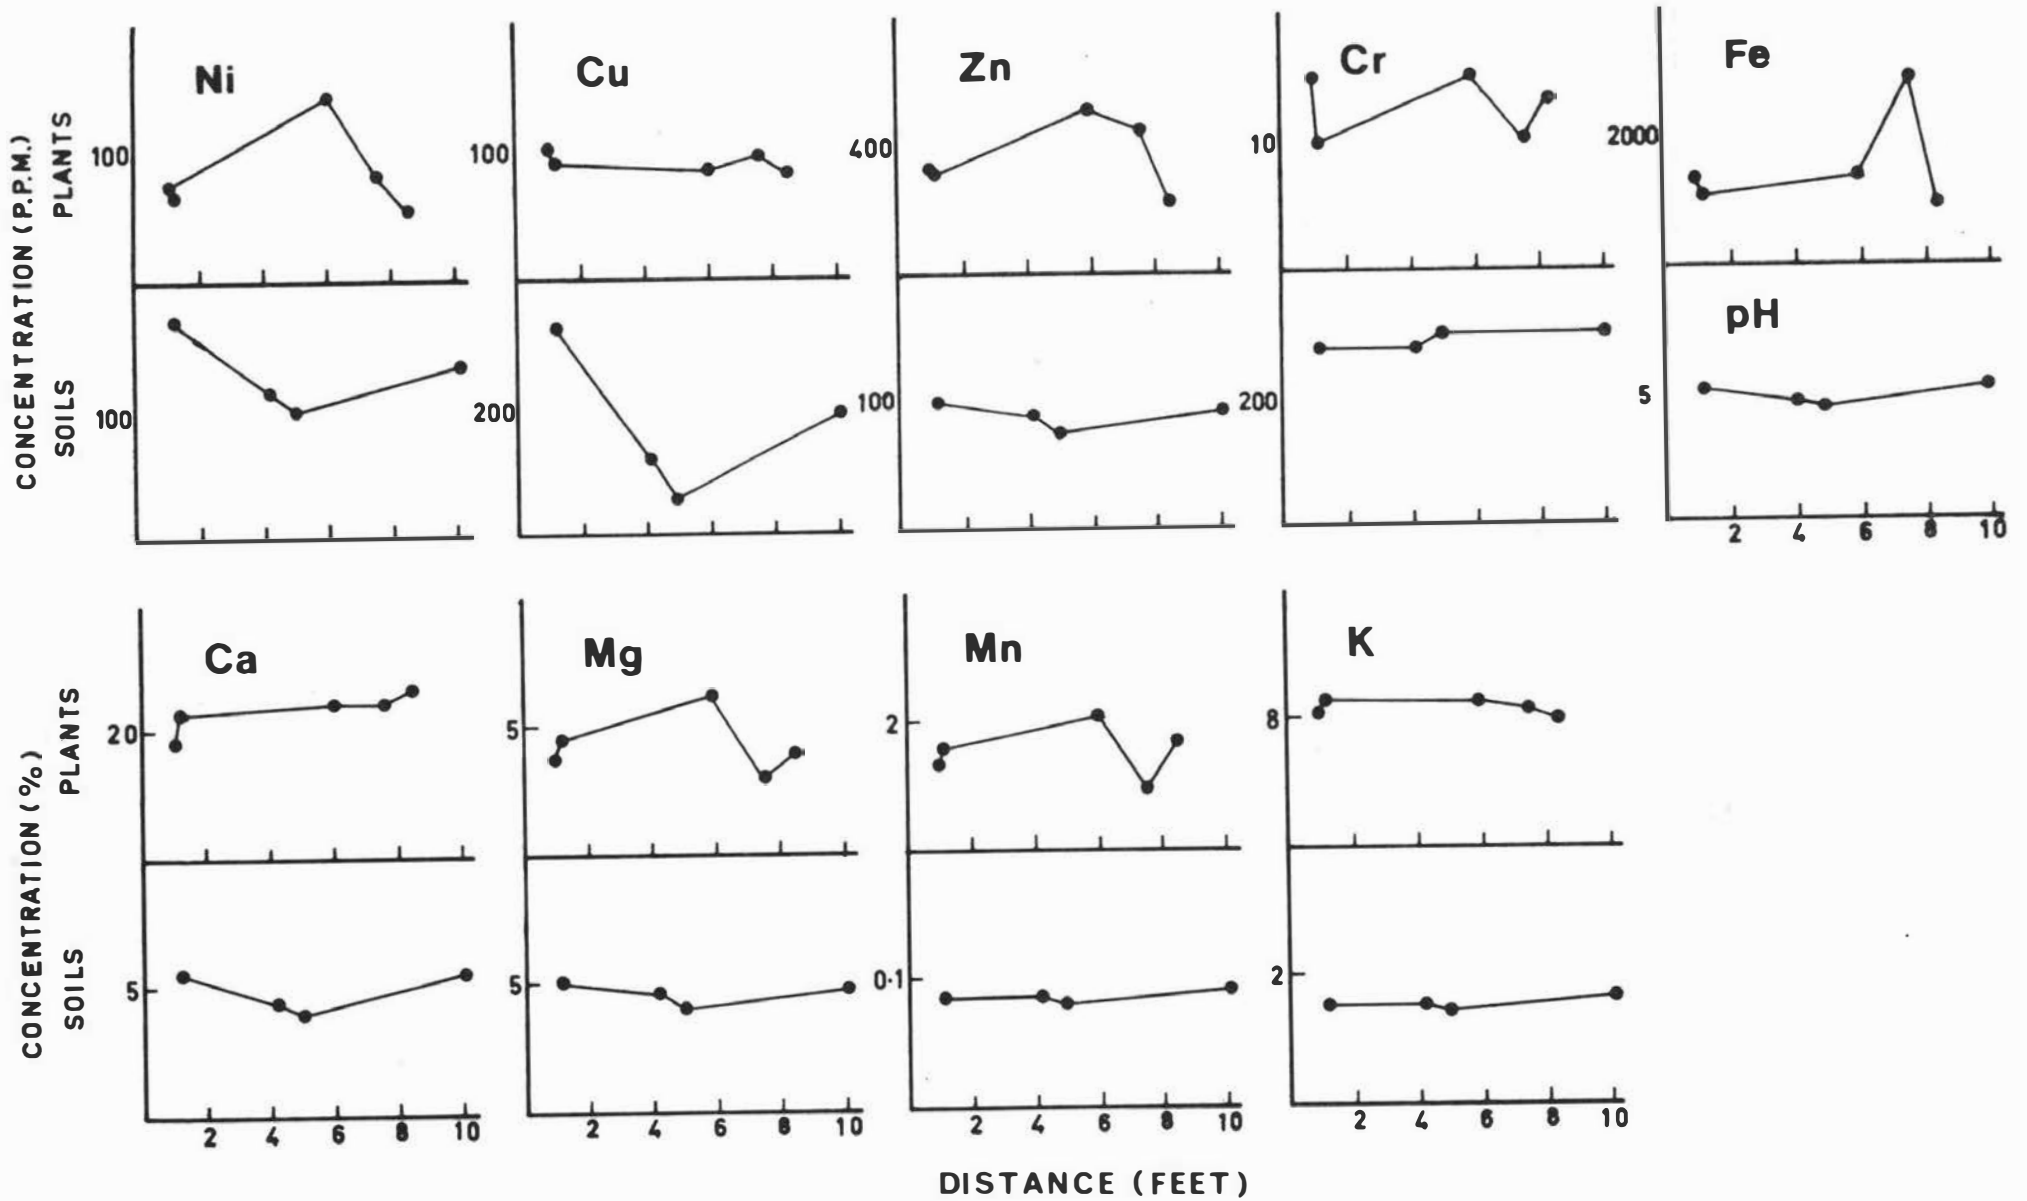 CONCENTRATION (P.P.M.)
PLANTS
SOILS
Ni
100
100
Cu
100
200
Zn
400
100
Cr
10
200
Fe
2000
pH
5
2 4 6 8 10
CONCENTRATION (%)
PLANTS
SOILS
Ca
20
5
2 4 6 8 10
Mg
5
5
2 4 6 8 10
Mn
2
0·1
2 4 6 8 10
K
8
2
2 4 6 8 10
DISTANCE (FEET)